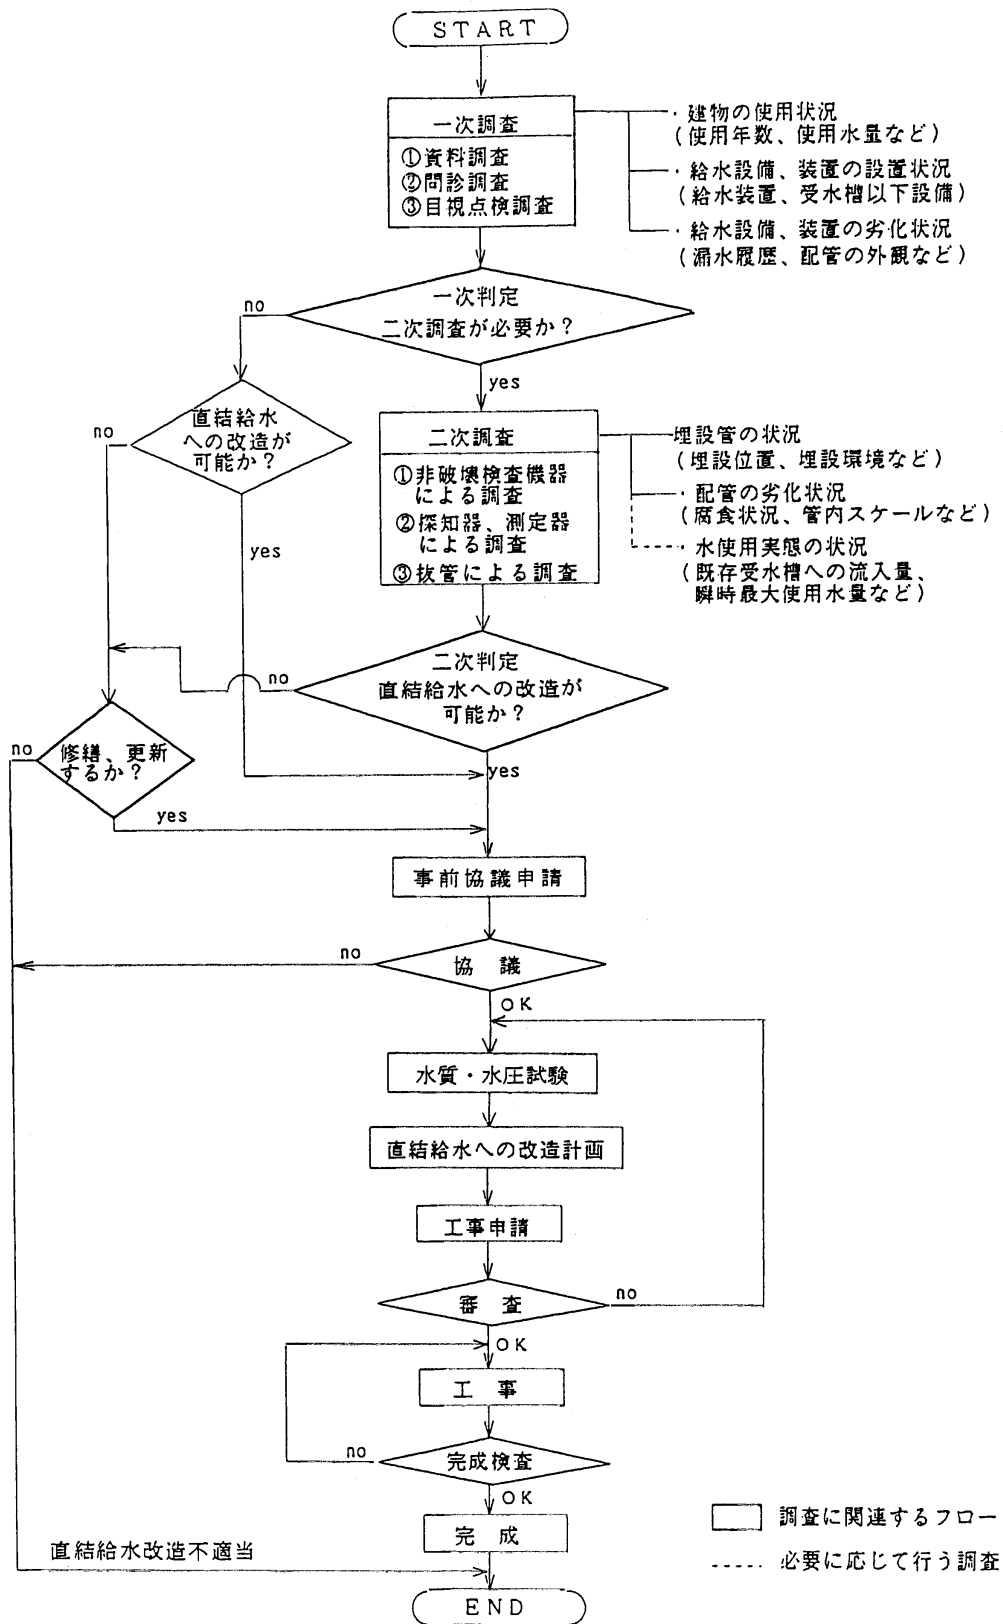 START
一次調査
①資料調査
②問診調査
③目視点検調査
・建物の使用状況
(使用年数、使用水量など)
・給水設備、装置の設置状況
(給水装置、受水槽以下設備)
・給水設備、装置の劣化状況
(漏水履歴、配管の外観など)
一次判定
二次調査が必要か?
no
yes
直結給水
への改造が
可能か?
no
yes
二次調査
①非破壊検査機器
による調査
②探知器、測定器
による調査
③抜管による調査
埋設管の状況
(埋設位置、埋設環境など)
・配管の劣化状況
(腐食状況、管内スケールなど)
・水使用実態の状況
(既存受水槽への流入量、
瞬時最大使用水量など)
二次判定
直結給水への改造が
可能か?
no
yes
修繕、更新
するか?
no
yes
事前協議申請
協 議
no
OK
水質・水圧試験
直結給水への改造計画
工事申請
審 査
no
OK
工 事
完成検査
no
OK
完 成
直結給水改造不適当
END
調査に関連するフロー
必要に応じて行う調査